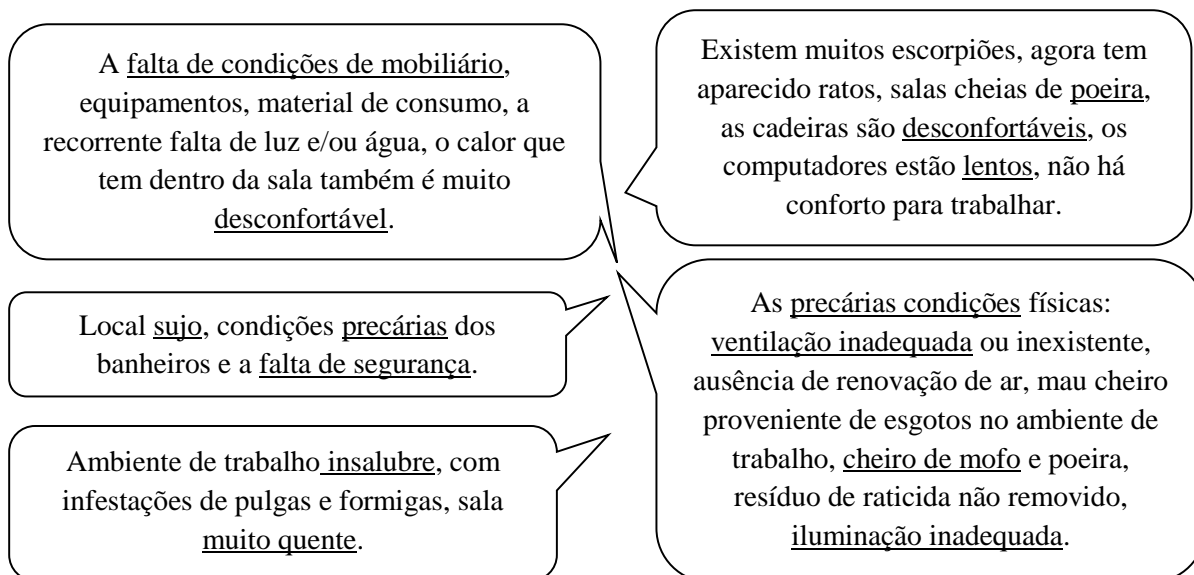 A falta de condições de mobiliário,
equipamentos, material de consumo, a
recorrente falta de luz e/ou água, o calor que
tem dentro da sala também é muito
desconfortável.
Existem muitos escorpiões, agora tem
aparecido ratos, salas cheias de poeira,
as cadeiras são desconfortáveis, os
computadores estão lentos, não há
conforto para trabalhar.
Local sujo, condições precárias dos
banheiros e a falta de segurança.
As precárias condições físicas:
ventilação inadequada ou inexistente,
ausência de renovação de ar, mau cheiro
proveniente de esgotos no ambiente de
trabalho, cheiro de mofo e poeira,
resíduo de raticida não removido,
iluminação inadequada.
Ambiente de trabalho insalubre, com
infestações de pulgas e formigas, sala
muito quente.